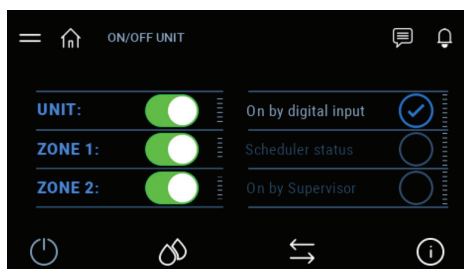 ON/OFF UNIT
UNIT:
On by digital input
ZONE 1:
Scheduler status
ZONE 2:
On by Supervisor